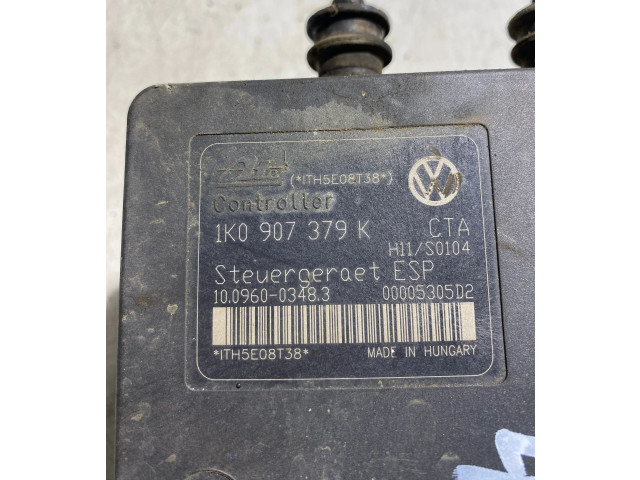 (*1TH5E08T38*)
Controller
1K0 907 379 K CTA
H11/S0104
Steuergeraet ESP
10.0960-0348.3 00005305D2
*1TH5E08T38* MADE IN HUNGARY